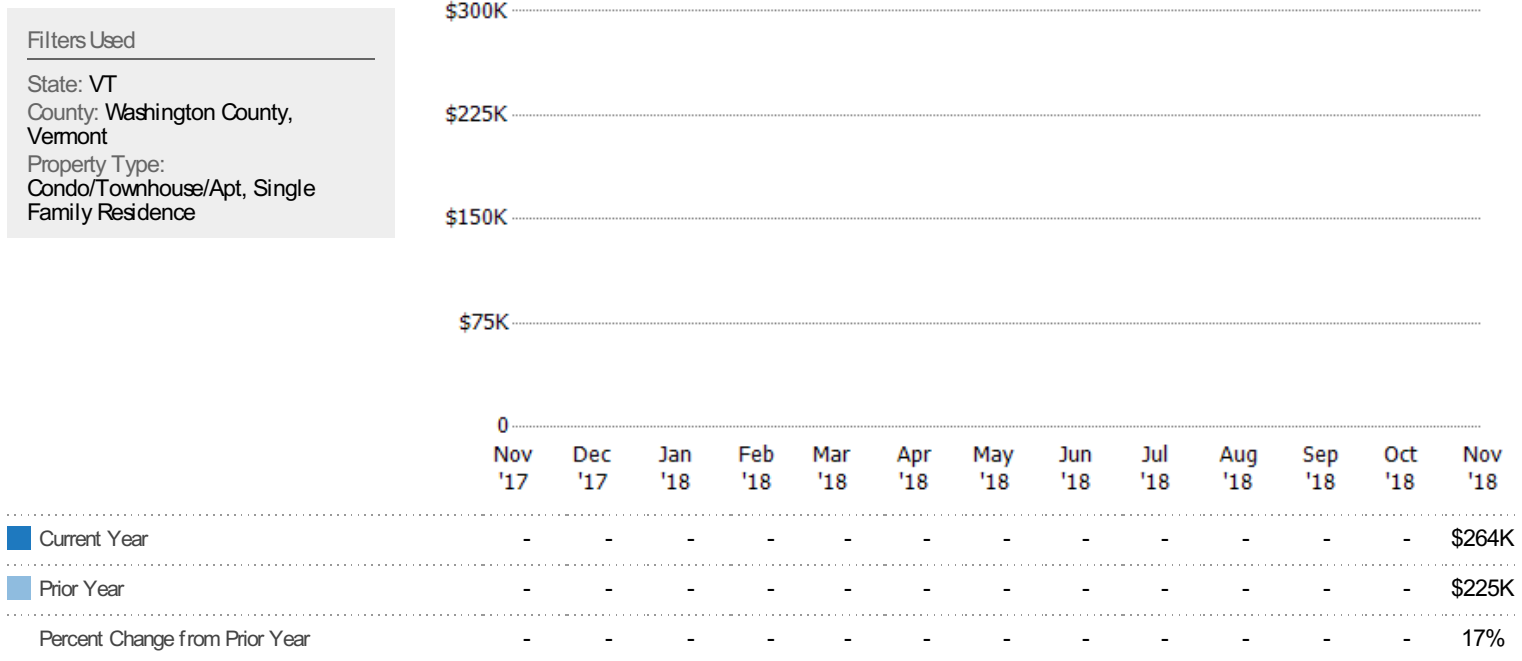 Filters Used
State: VT
County: Washington County,
Vermont
Property Type:
Condo/Townhouse/Apt, Single
Family Residence
$300K
$225K
$150K
$75K
0
Nov Dec Jan Feb Mar Apr May Jun Jul Aug Sep Oct Nov
'17 '17 '18 '18 '18 '18 '18 '18 '18 '18 '18 '18 '18
Current Year - - - - - - - - - - - - $264K
Prior Year - - - - - - - - - - - - $225K
Percent Change from Prior Year - - - - - - - - - - - - 17%